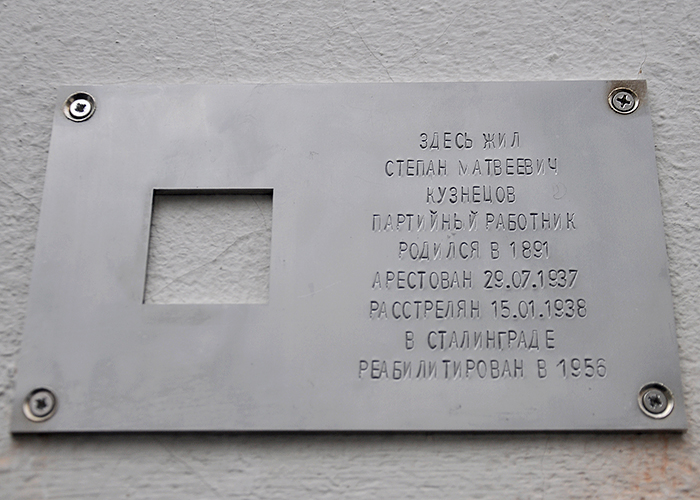 ЗДЕСЬ ЖИЛ
СТЕПАН МАТВЕЕВИЧ
КУЗНЕЦОВ
ПАРТИЙНЫЙ РАБОТНИК
РОДИЛСЯ В 1891
АРЕСТОВАН 29.07.1937
РАССТРЕЛЯН 15.01.1938
В СТАЛИНГРАДЕ
РЕАБИЛИТИРОВАН В 1956